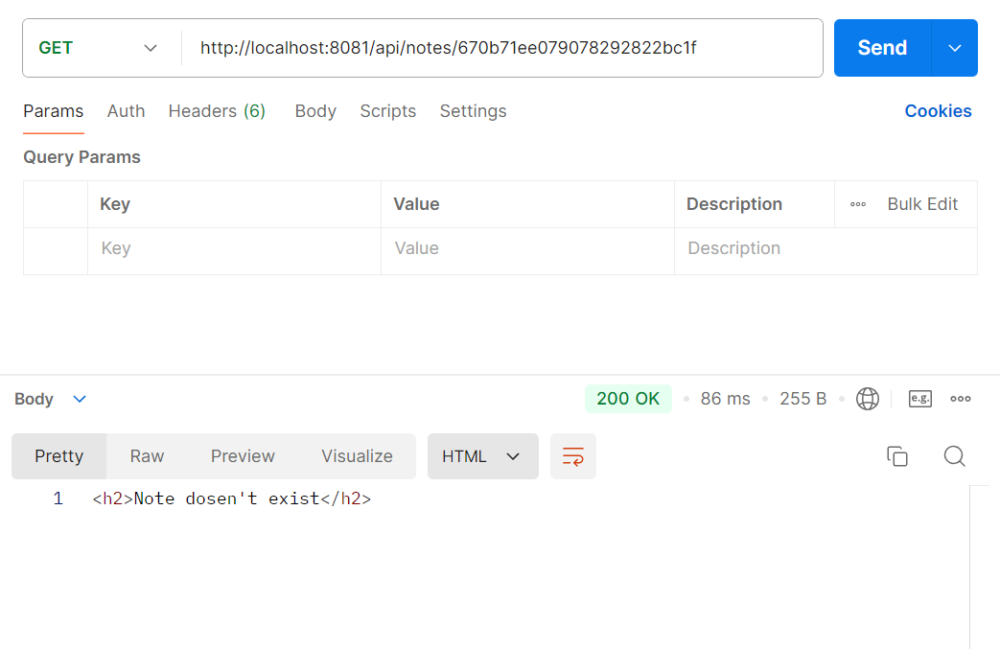 GET http://localhost:8081/api/notes/670b71ee079078292822bc1f Send
Params Auth Headers (6) Body Scripts Settings Cookies
Query Params
Key Value Description Bulk Edit
Key Value Description
Body 200 OK 86 ms 255 B e.g.
Pretty Raw Preview Visualize HTML
1 <h2>Note dosen't exist</h2>